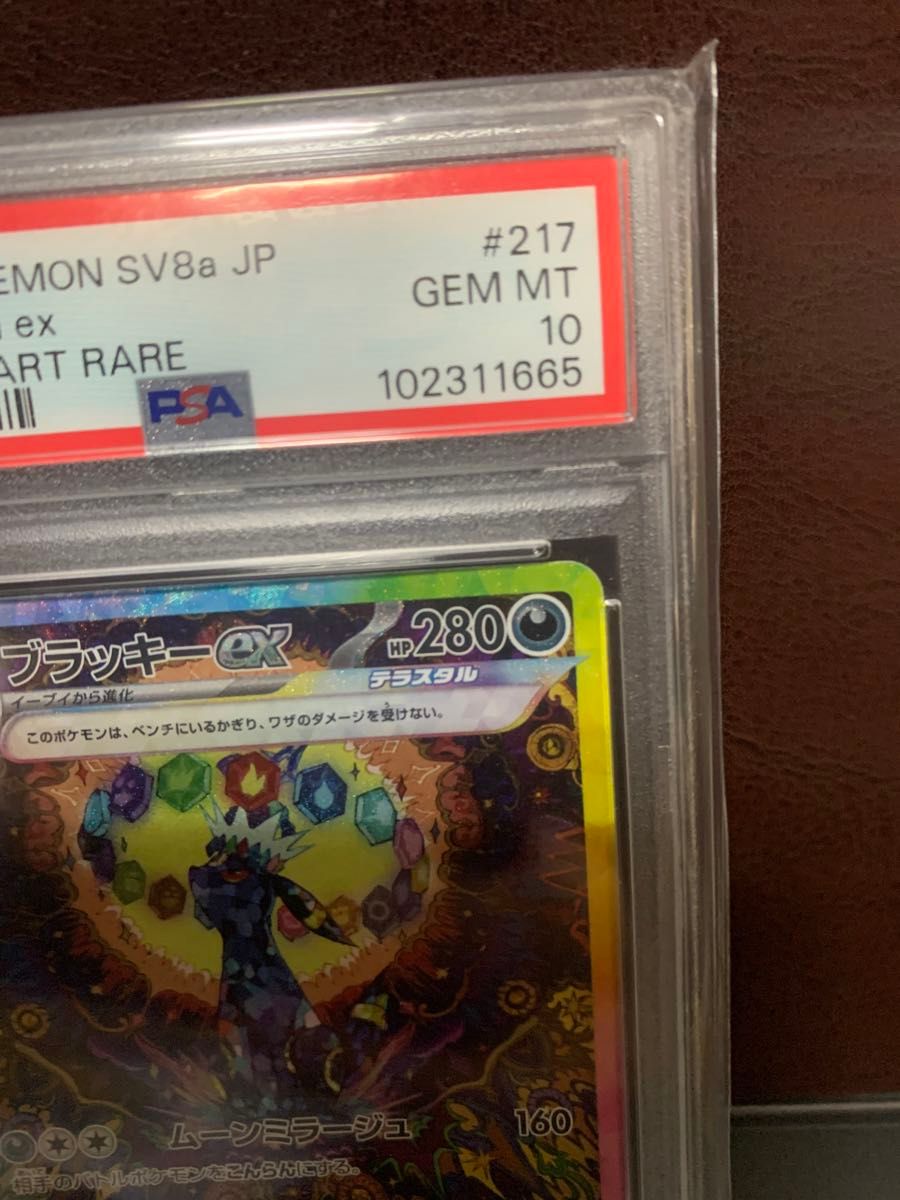 EMON SV8a JP
#217
ex
GEM MT
ART RARE
10
PSA
102311665
ブラッキーex
HP280
イーブイから進化
テラスタル
このポケモンは、ベンチにいるかぎり、ワザのダメージを受けない。
ムーンミラージュ 160
相手のバトルポケモンをこんらんにする。